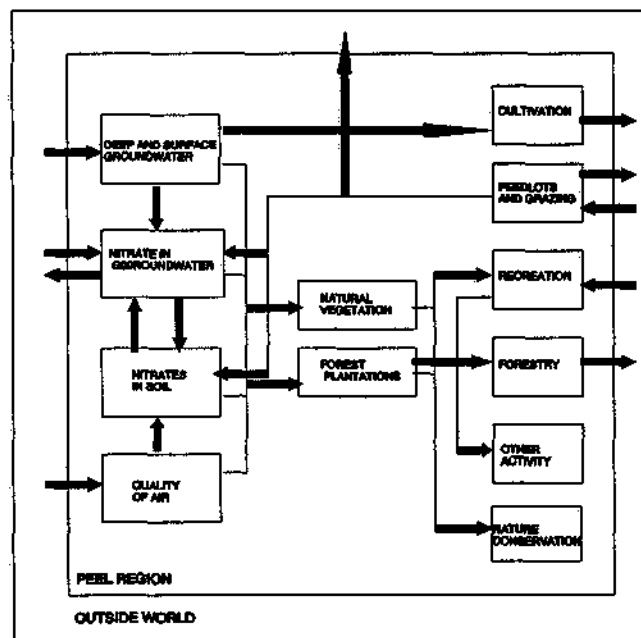 DEEP AND SURFACE
GROUNDWATER
CULTIVATION
FEEDLOTS
AND GRAZING
NITRATE IN
GGROUNDWATER
RECREATION
NATURAL
VEGETATION
NITRATES
IN SOIL
FOREST
PLANTATIONS
FORESTRY
QUALITY
OF AIR
OTHER
ACTIVITY
NATURE
CONSERVATION
PEEL REGION
OUTSIDE WORLD